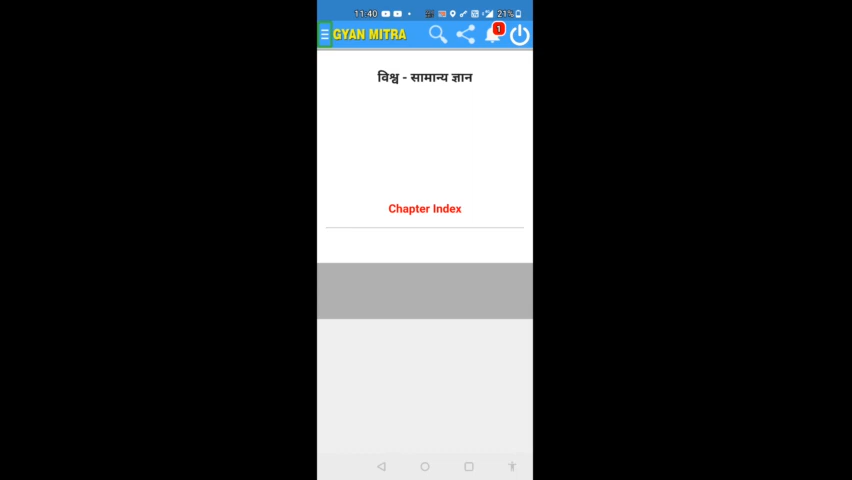 11:40 21%
GYAN MITRA 1
विश्व - सामान्य ज्ञान
Chapter Index